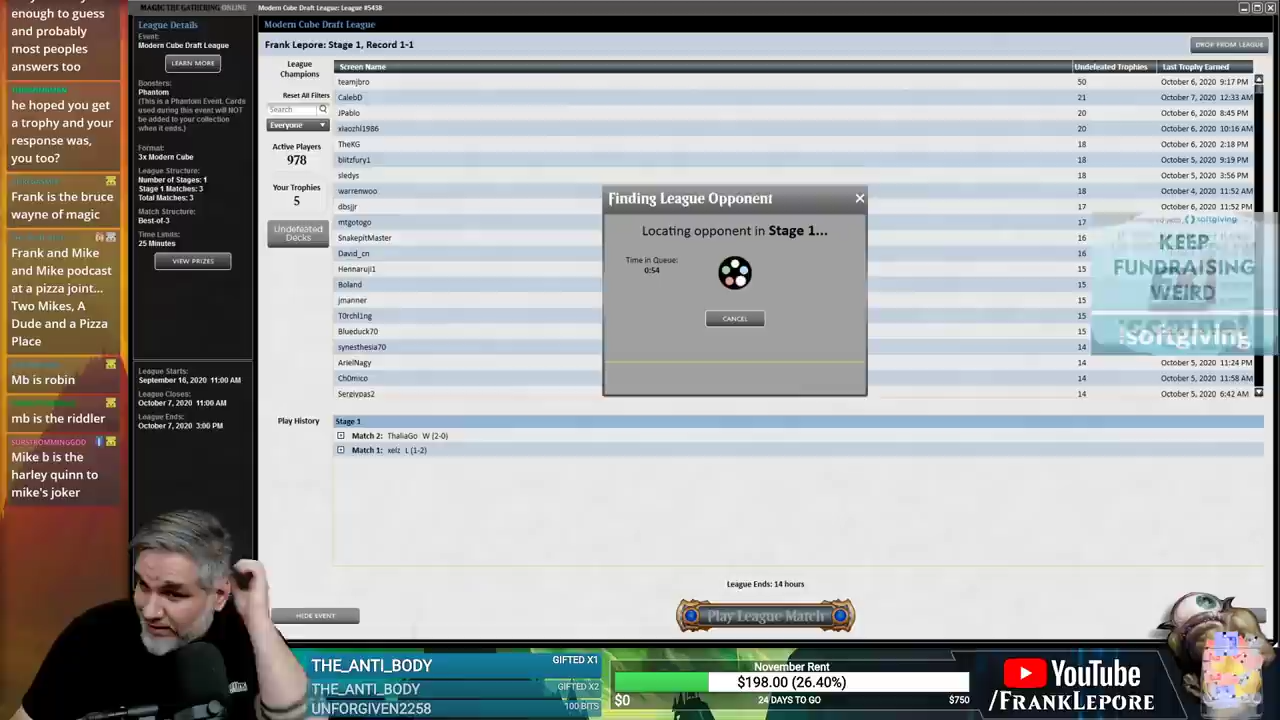 enough to guess
and probably
most peoples
answers too
he hoped you get
a trophy and your
response was,
you too?
Frank is the bruce
wayne of magic
Frank and Mike
and Mike podcast
at a pizza joint...
Two Mikes, A
Dude and a Pizza
Place
Mb is robin
mb is the riddler
SURSTROMMINGGOD
Mike b is the
harley quinn to
mike's joker
MAGIC THE GATHERING ONLINE
Modern Cube Draft League: League #5438
League Details
Event:
Modern Cube Draft League
LEARN MORE
Boosters:
Phantom
(This is a Phantom Event. Cards
used during this event will NOT
be added to your collection
when it ends.)
Format:
3x Modern Cube
League Structure:
Number of Stages: 1
Stage 1 Matches: 3
Total Matches: 3
Match Structure:
Best-of-3
Time Limits:
25 Minutes
VIEW PRIZES
League Starts:
September 16, 2020 11:00 AM
League Closes:
October 7, 2020 11:00 AM
League Ends:
October 7, 2020 3:00 PM
Modern Cube Draft League
Frank Lepore: Stage 1, Record 1-1
DROP FROM LEAGUE
League
Champions
Reset All Filters
Search
Everyone
Active Players
978
Your Trophies
5
Undefeated
Decks
Screen Name Undefeated Trophies Last Trophy Earned
teamjbro 50 October 6, 2020 9:17 PM
CalebD 21 October 7, 2020 12:33 AM
JPablo 20 October 6, 2020 8:45 PM
xiaozhl1986 20 October 6, 2020 10:16 AM
TheKG 18 October 6, 2020 2:18 PM
blitzfury1 18 October 5, 2020 9:19 PM
sledys 18 October 5, 2020 3:56 PM
warrenwoo 18 October 4, 2020 11:52 AM
dbsjjr 17 October 6, 2020 11:52 PM
mtgotogo 17
SnakepitMaster 16
David_cn 16
Hennaruji1 15
Boland 15
jmanner 15
T0rchl1ng 15
Blueduck70 15
synesthesia70 14
ArielNagy 14 October 5, 2020 11:24 PM
Ch0mico 14 October 5, 2020 11:58 AM
Sergiypas2 14 October 5, 2020 6:42 AM
Finding League Opponent
Locating opponent in Stage 1...
Time in Queue:
0:54
CANCEL
softgiving
KEEP
FUNDRAISING
WEIRD
softgiving
Play History
Stage 1
Match 2: ThaliaGo W (2-0)
Match 1: xelz L (1-2)
League Ends: 14 hours
HIDE EVENT
Play League Match
THE_ANTI_BODY GIFTED X1
THE_ANTI_BODY GIFTED X2
UNFORGIVEN2258 100 BITS
November Rent
$198.00 (26.40%)
$0 24 DAYS TO GO $750
YouTube
/FRANKLEPORE